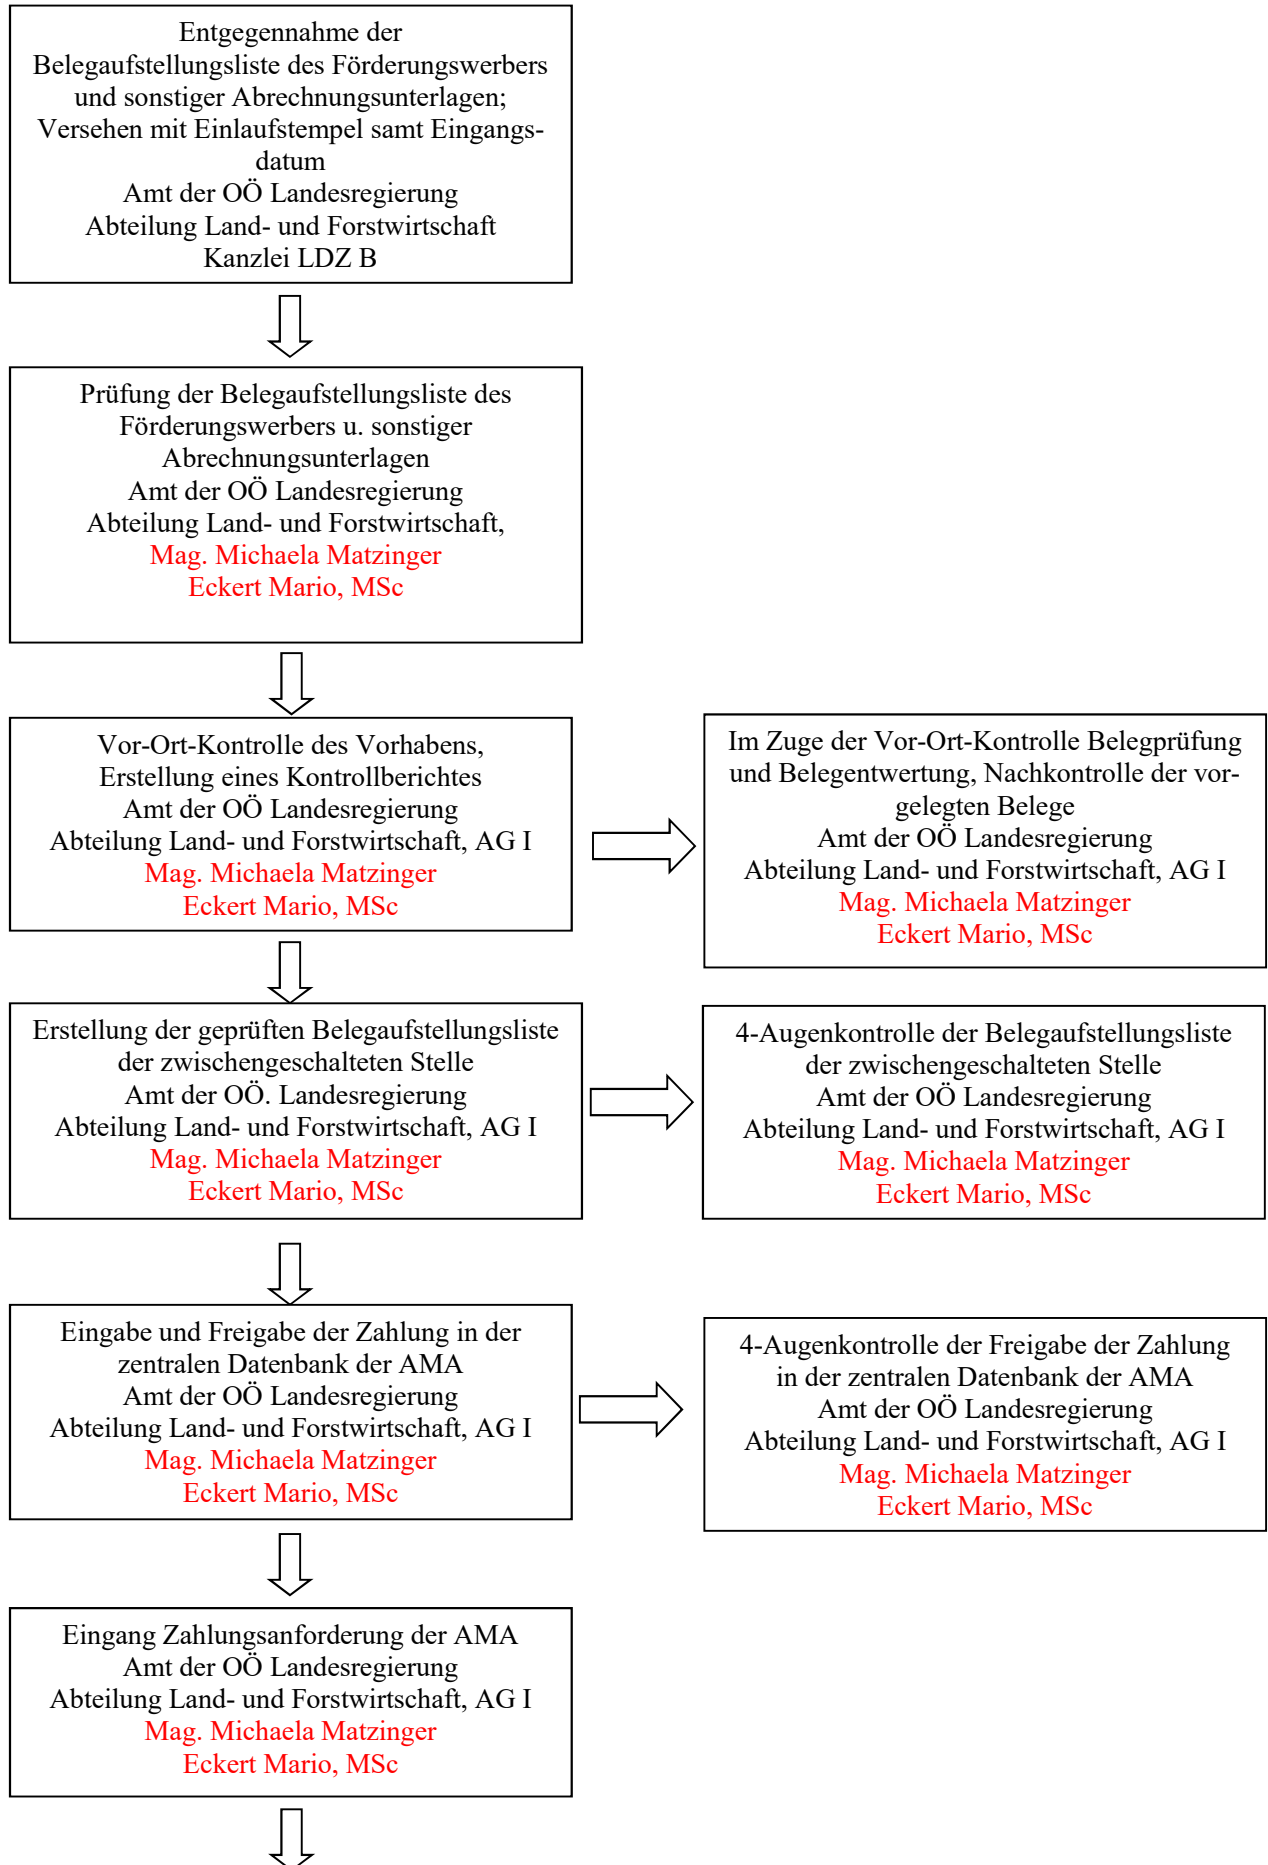 Entgegennahme der
Belegaufstellungsliste des Förderungswerbers
und sonstiger Abrechnungsunterlagen;
Versehen mit Einlaufstempel samt Eingangs-
datum
Amt der OÖ Landesregierung
Abteilung Land- und Forstwirtschaft
Kanzlei LDZ B
Prüfung der Belegaufstellungsliste des
Förderungswerbers u. sonstiger
Abrechnungsunterlagen
Amt der OÖ Landesregierung
Abteilung Land- und Forstwirtschaft,
Mag. Michaela Matzinger
Eckert Mario, MSc
Vor-Ort-Kontrolle des Vorhabens,
Erstellung eines Kontrollberichtes
Amt der OÖ Landesregierung
Abteilung Land- und Forstwirtschaft, AG I
Mag. Michaela Matzinger
Eckert Mario, MSc
Im Zuge der Vor-Ort-Kontrolle Belegprüfung
und Belegentwertung, Nachkontrolle der vor-
gelegten Belege
Amt der OÖ Landesregierung
Abteilung Land- und Forstwirtschaft, AG I
Mag. Michaela Matzinger
Eckert Mario, MSc
Erstellung der geprüften Belegaufstellungsliste
der zwischengeschalteten Stelle
Amt der OÖ. Landesregierung
Abteilung Land- und Forstwirtschaft, AG I
Mag. Michaela Matzinger
Eckert Mario, MSc
4-Augenkontrolle der Belegaufstellungsliste
der zwischengeschalteten Stelle
Amt der OÖ Landesregierung
Abteilung Land- und Forstwirtschaft, AG I
Mag. Michaela Matzinger
Eckert Mario, MSc
Eingabe und Freigabe der Zahlung in der
zentralen Datenbank der AMA
Amt der OÖ Landesregierung
Abteilung Land- und Forstwirtschaft, AG I
Mag. Michaela Matzinger
Eckert Mario, MSc
4-Augenkontrolle der Freigabe der Zahlung
in der zentralen Datenbank der AMA
Amt der OÖ Landesregierung
Abteilung Land- und Forstwirtschaft, AG I
Mag. Michaela Matzinger
Eckert Mario, MSc
Eingang Zahlungsanforderung der AMA
Amt der OÖ Landesregierung
Abteilung Land- und Forstwirtschaft, AG I
Mag. Michaela Matzinger
Eckert Mario, MSc